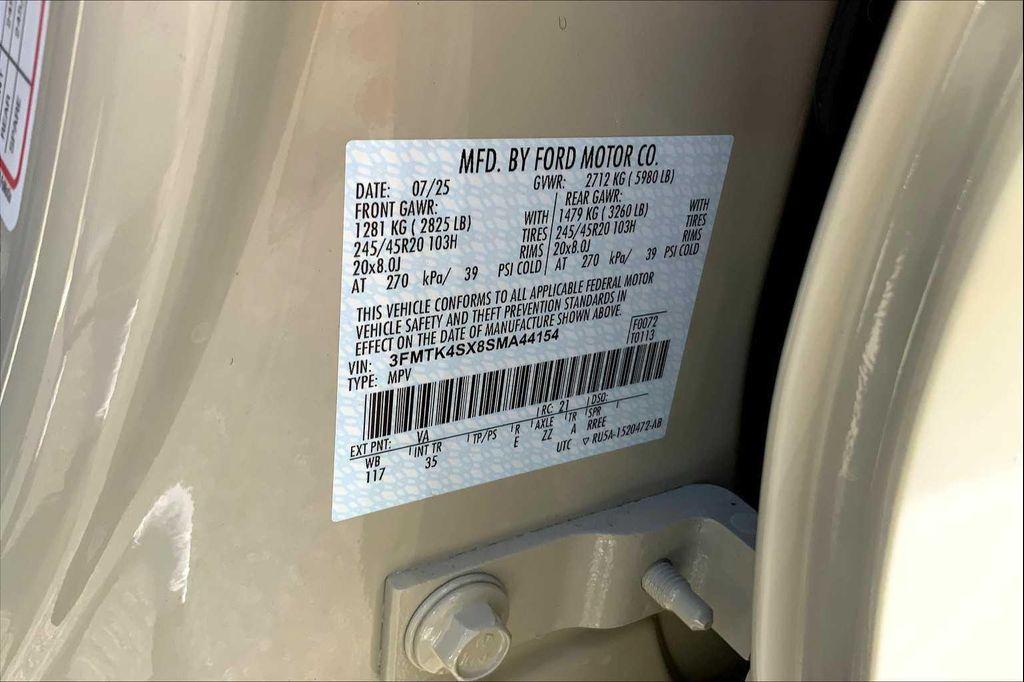 REAR
SPARE
MFD. BY FORD MOTOR CO.
DATE: 07/25 GVWR: 2712 KG ( 5980 LB)
FRONT GAWR: REAR GAWR:
1281 KG ( 2825 LB) WITH 1479 KG ( 3260 LB) WITH
245/45R20 103H TIRES 245/45R20 103H TIRES
20x8.0J RIMS 20x8.0J RIMS
AT 270 kPa/ 39 PSI COLD AT 270 kPa/ 39 PSI COLD
THIS VEHICLE CONFORMS TO ALL APPLICABLE FEDERAL MOTOR
VEHICLE SAFETY AND THEFT PREVENTION STANDARDS IN
EFFECT ON THE DATE OF MANUFACTURE SHOWN ABOVE.
VIN: 3FMTK4SX8SMA44154 F0072
TYPE: MPV T0113
EXT PNT: VA RC: 21 DSO:
WB INT TR TP/PS R AXLE TR SPR
117 35 E ZZ A RREE
UTC ▽ RU5A-1520472-AB